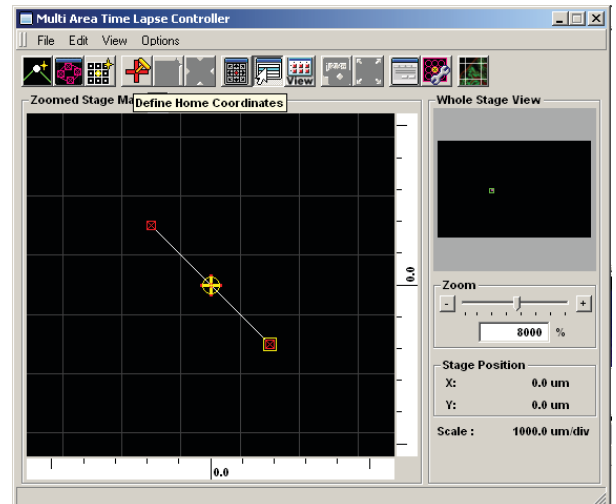 Multi Area Time Lapse Controller
File Edit View Options
View
Zoomed Stage Ma
Define Home Coordinates
Whole Stage View
0.0
0.0
Zoom
- +
8000 %
Stage Position
X: 0.0 um
Y: 0.0 um
Scale : 1000.0 um/div